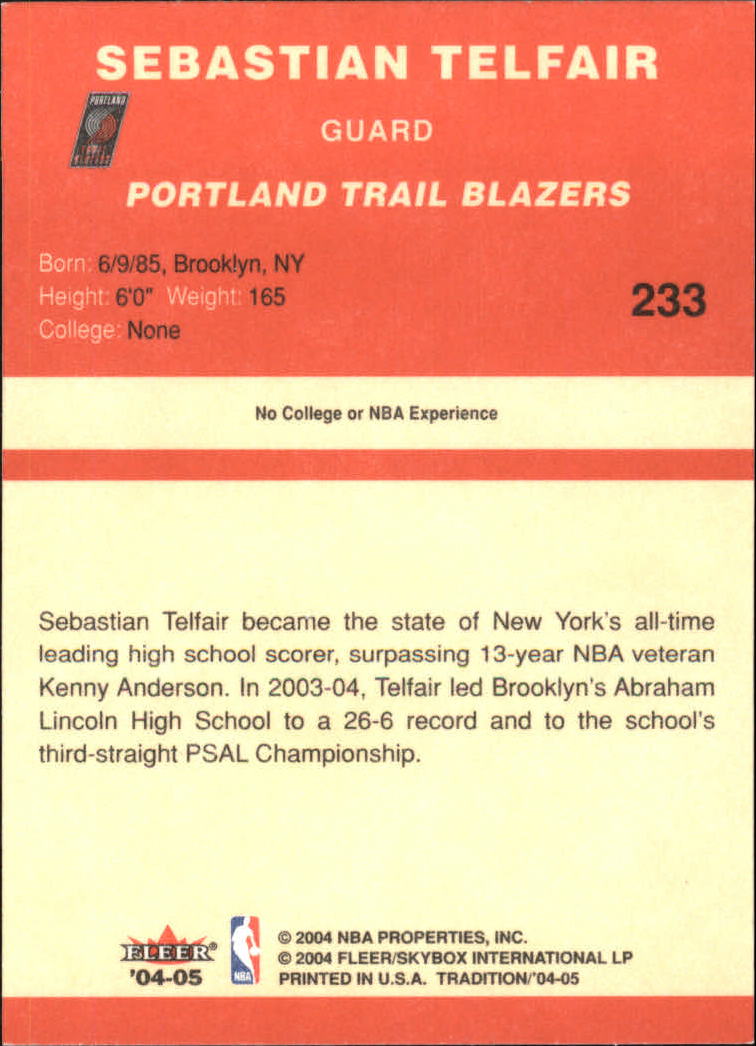 SEBASTIAN TELFAIR
PORTLAND
GUARD
PORTLAND TRAIL BLAZERS
Born: 6/9/85, Brooklyn, NY
Height: 6'0" Weight: 165
233
College: None
No College or NBA Experience
Sebastian Telfair became the state of New York's all-time
leading high school scorer, surpassing 13-year NBA veteran
Kenny Anderson. In 2003-04, Telfair led Brooklyn's Abraham
Lincoln High School to a 26-6 record and to the school's
third-straight PSAL Championship.
FLEER®
'04-05
NBA
© 2004 NBA PROPERTIES, INC.
© 2004 FLEER/SKYBOX INTERNATIONAL LP
PRINTED IN U.S.A. TRADITION/'04-05